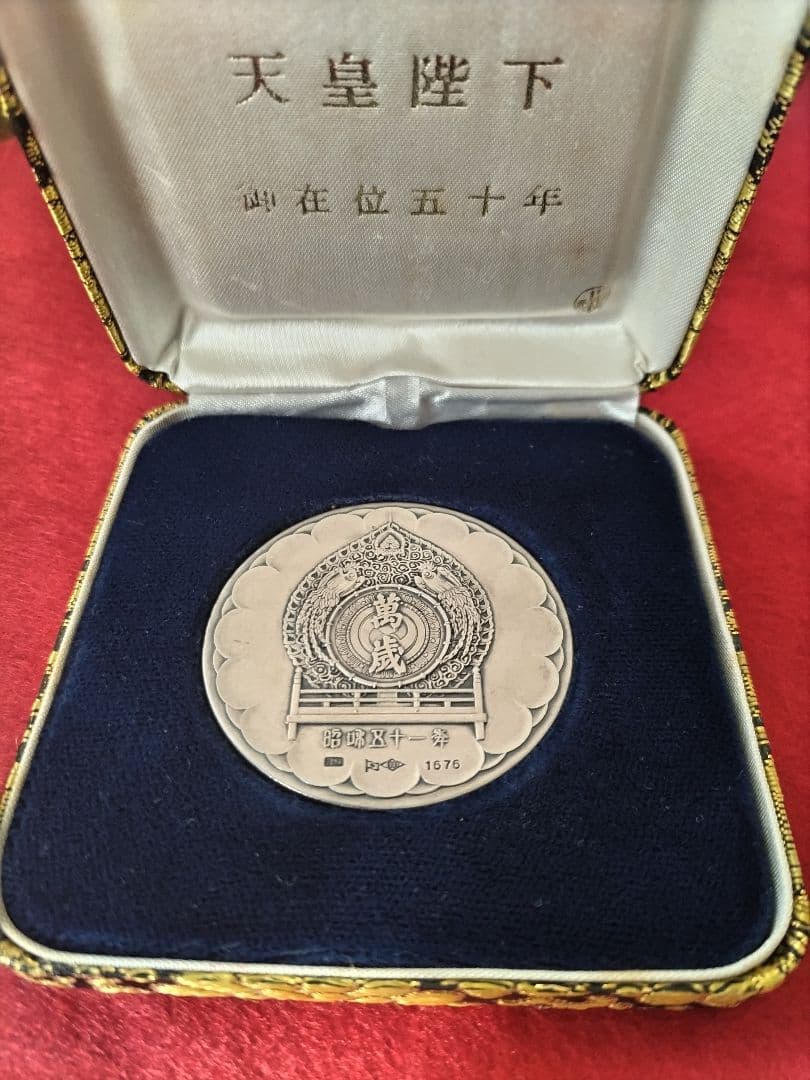 天皇陛下
御在位五十年
萬歳
昭和五十一年
1676